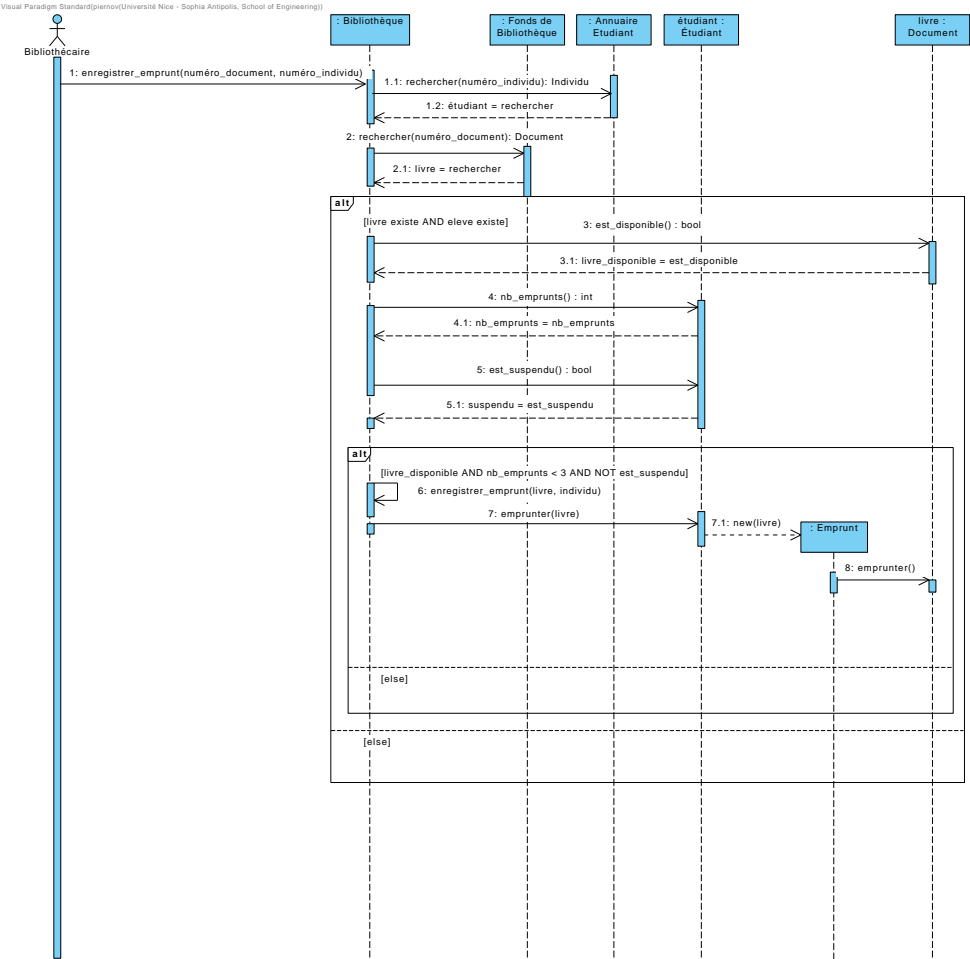 Visual Paradigm Standard(piernov(Université Nice - Sophia Antipolis, School of Engineering))
Bibliothécaire
: Bibliothèque
: Fonds de
Bibliothèque
: Annuaire
Etudiant
étudiant :
Étudiant
livre :
Document
1: enregistrer_emprunt(numéro_document, numéro_individu)
1.1: rechercher(numéro_individu): Individu
1.2: étudiant = rechercher
2: rechercher(numéro_document): Document
2.1: livre = rechercher
alt
[livre existe AND eleve existe]
3: est_disponible() : bool
3.1: livre_disponible = est_disponible
4: nb_emprunts() : int
4.1: nb_emprunts = nb_emprunts
5: est_suspendu() : bool
5.1: suspendu = est_suspendu
alt
[livre_disponible AND nb_emprunts < 3 AND NOT est_suspendu]
6: enregistrer_emprunt(livre, individu)
7: emprunter(livre)
7.1: new(livre)
: Emprunt
8: emprunter()
[else]
[else]